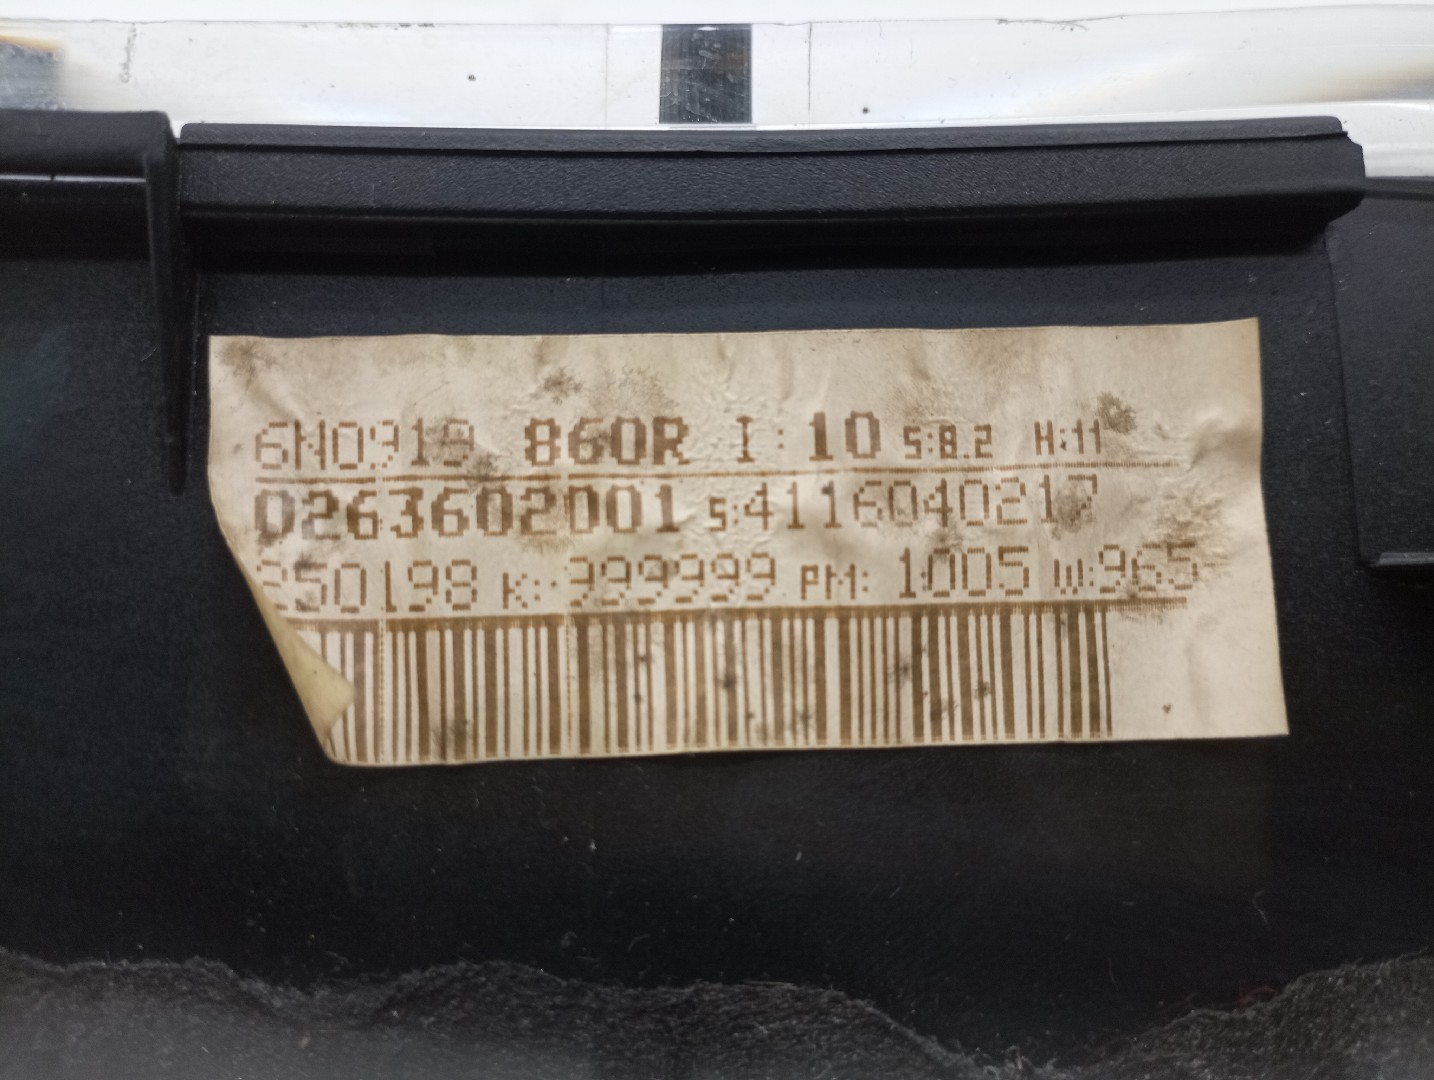 6N0919 860R I: 10 S:8.2 H:11
0263602001 S:4116040217
250198 K: 999999 PM: 1005 W:965